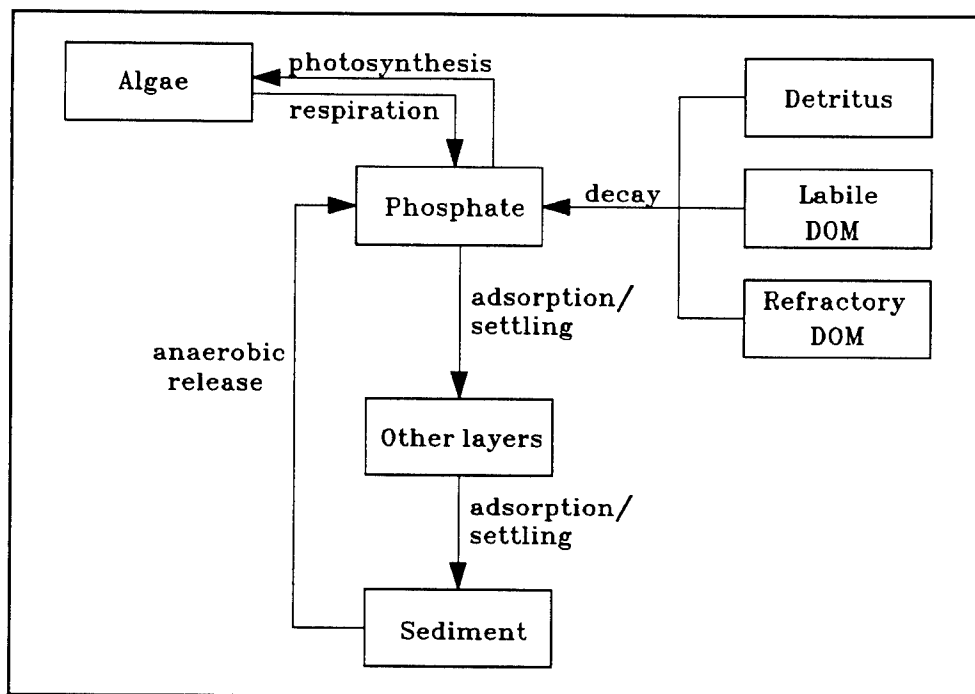 Algae
photosynthesis
respiration
Detritus
Phosphate
decay
Labile
DOM
Refractory
DOM
adsorption/
settling
anaerobic
release
Other layers
adsorption/
settling
Sediment